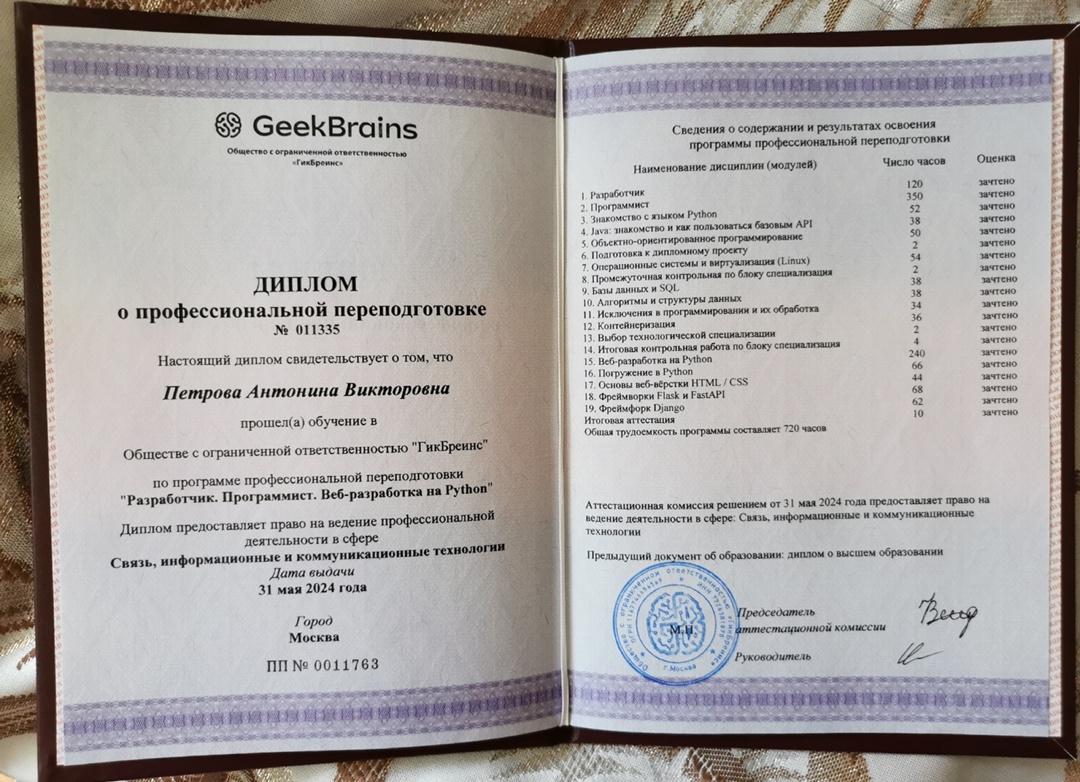 GeekBrains
Общество с ограниченной ответственностью
«ГикБреинс»
ДИПЛОМ
о профессиональной переподготовке
№ 011335
Настоящий диплом свидетельствует о том, что
Петрова Антонина Викторовна
прошел(а) обучение в
Обществе с ограниченной ответственностью "ГикБреинс"
по программе профессиональной переподготовки
"Разработчик. Программист. Веб-разработка на Python"
Диплом предоставляет право на ведение профессиональной
деятельности в сфере
Связь, информационные и коммуникационные технологии
Дата выдачи
31 мая 2024 года
Город
Москва
ПП № 0011763
Сведения о содержании и результатах освоения
программы профессиональной переподготовки
Наименование дисциплин (модулей) Число часов Оценка
1. Разработчик 120 зачтено
2. Программист 350 зачтено
3. Знакомство с языком Python 52 зачтено
4. Java: знакомство и как пользоваться базовым API 38 зачтено
5. Объектно-ориентированное программирование 50 зачтено
6. Подготовка к дипломному проекту 2 зачтено
7. Операционные системы и виртуализация (Linux) 54 зачтено
8. Промежуточная контрольная по блоку специализация 2 зачтено
9. Базы данных и SQL 38 зачтено
10. Алгоритмы и структуры данных 38 зачтено
11. Исключения в программировании и их обработка 34 зачтено
12. Контейнеризация 36 зачтено
13. Выбор технологической специализации 2 зачтено
14. Итоговая контрольная работа по блоку специализация 4 зачтено
15. Веб-разработка на Python 240 зачтено
16. Погружение в Python 66 зачтено
17. Основы веб-вёрстки HTML / CSS 44 зачтено
18. Фреймворки Flask и FastAPI 68 зачтено
19. Фреймфорк Django 62 зачтено
Итоговая аттестация 10 зачтено
Общая трудоемкость программы составляет 720 часов
Аттестационная комиссия решением от 31 мая 2024 года предоставляет право на
ведение деятельности в сфере: Связь, информационные и коммуникационные
технологии
Предыдущий документ об образовании: диплом о высшем образовании
Общество с ограниченной ответственностью «ГикБреинс»
г.Москва
М.П.
Председатель
аттестационной комиссии
Руководитель